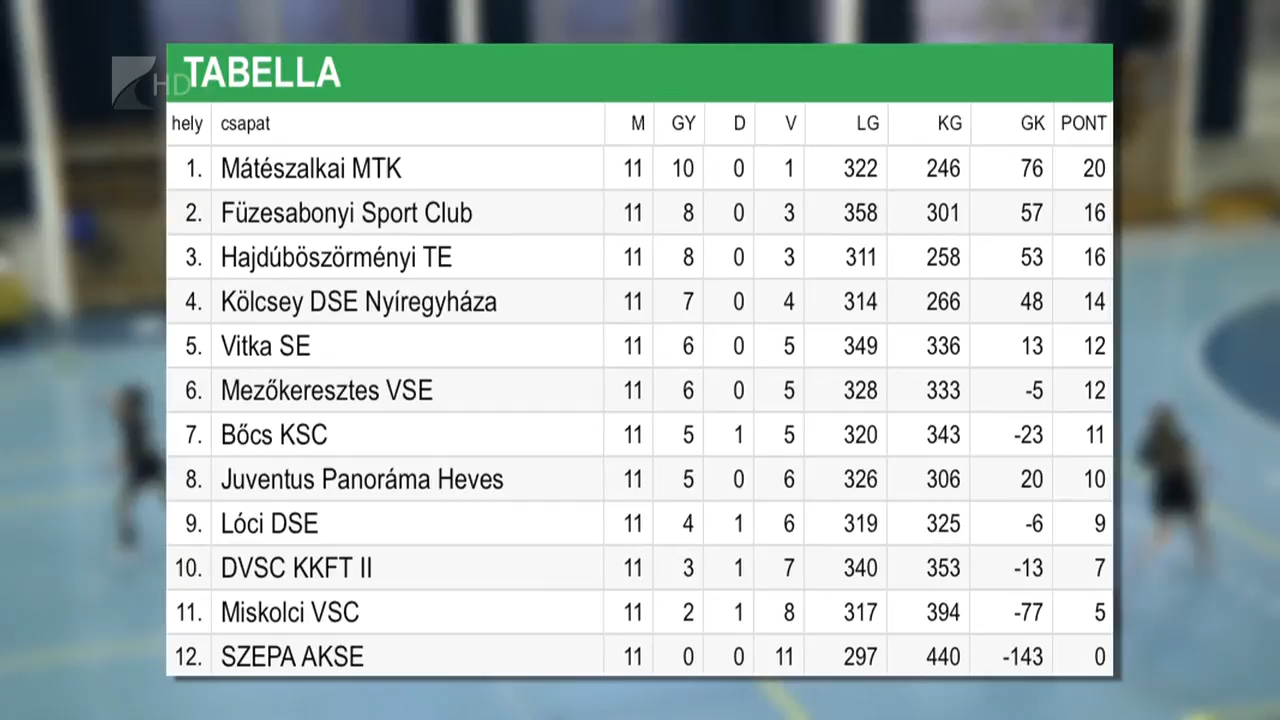 HD
TABELLA
hely csapat M GY D V LG KG GK PONT
1. Mátészalkai MTK 11 10 0 1 322 246 76 20
2. Füzesabonyi Sport Club 11 8 0 3 358 301 57 16
3. Hajdúböszörményi TE 11 8 0 3 311 258 53 16
4. Kölcsey DSE Nyíregyháza 11 7 0 4 314 266 48 14
5. Vitka SE 11 6 0 5 349 336 13 12
6. Mezőkeresztes VSE 11 6 0 5 328 333 -5 12
7. Bőcs KSC 11 5 1 5 320 343 -23 11
8. Juventus Panoráma Heves 11 5 0 6 326 306 20 10
9. Lóci DSE 11 4 1 6 319 325 -6 9
10. DVSC KKFT II 11 3 1 7 340 353 -13 7
11. Miskolci VSC 11 2 1 8 317 394 -77 5
12. SZEPA AKSE 11 0 0 11 297 440 -143 0